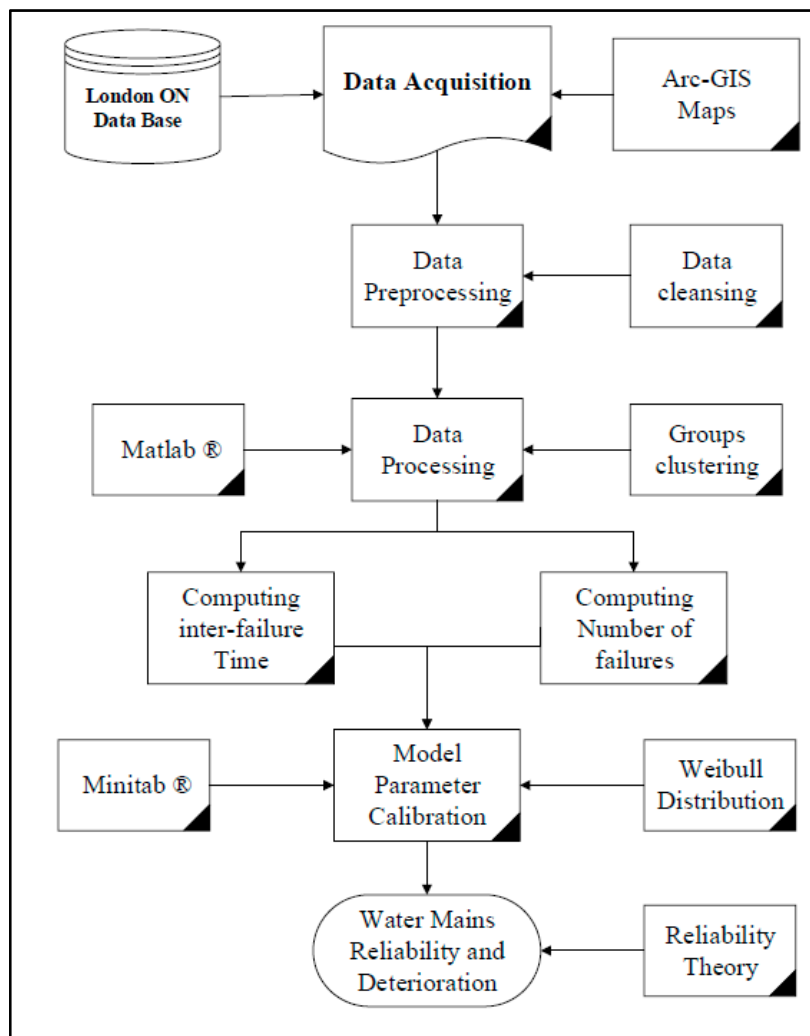 London ON
Data Base
Data Acquisition
Arc-GIS
Maps
Data
Preprocessing
Data
cleansing
Matlab ®
Data
Processing
Groups
clustering
Computing
inter-failure
Time
Computing
Number of
failures
Minitab ®
Model
Parameter
Calibration
Weibull
Distribution
Water Mains
Reliability and
Deterioration
Reliability
Theory